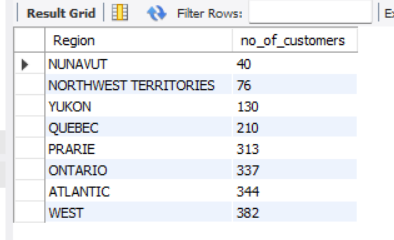 Result Grid Filter Rows:
Region no_of_customers
NUNAVUT 40
NORTHWEST TERRITORIES 76
YUKON 130
QUEBEC 210
PRARIE 313
ONTARIO 337
ATLANTIC 344
WEST 382